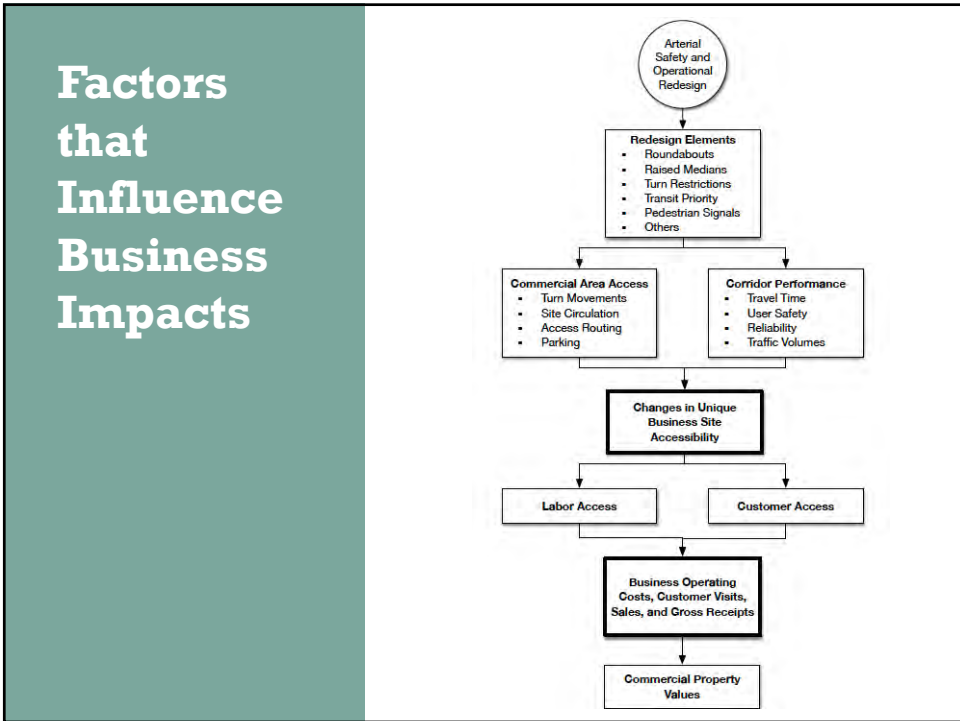 Factors
that
Influence
Business
Impacts
Arterial
Safety and
Operational
Redesign
Redesign Elements
▪ Roundabouts
▪ Raised Medians
▪ Turn Restrictions
▪ Transit Priority
▪ Pedestrian Signals
▪ Others
Commercial Area Access
▪ Turn Movements
▪ Site Circulation
▪ Access Routing
▪ Parking
Corridor Performance
▪ Travel Time
▪ User Safety
▪ Reliability
▪ Traffic Volumes
Changes in Unique
Business Site
Accessibility
Labor Access
Customer Access
Business Operating
Costs, Customer Visits,
Sales, and Gross Receipts
Commercial Property
Values